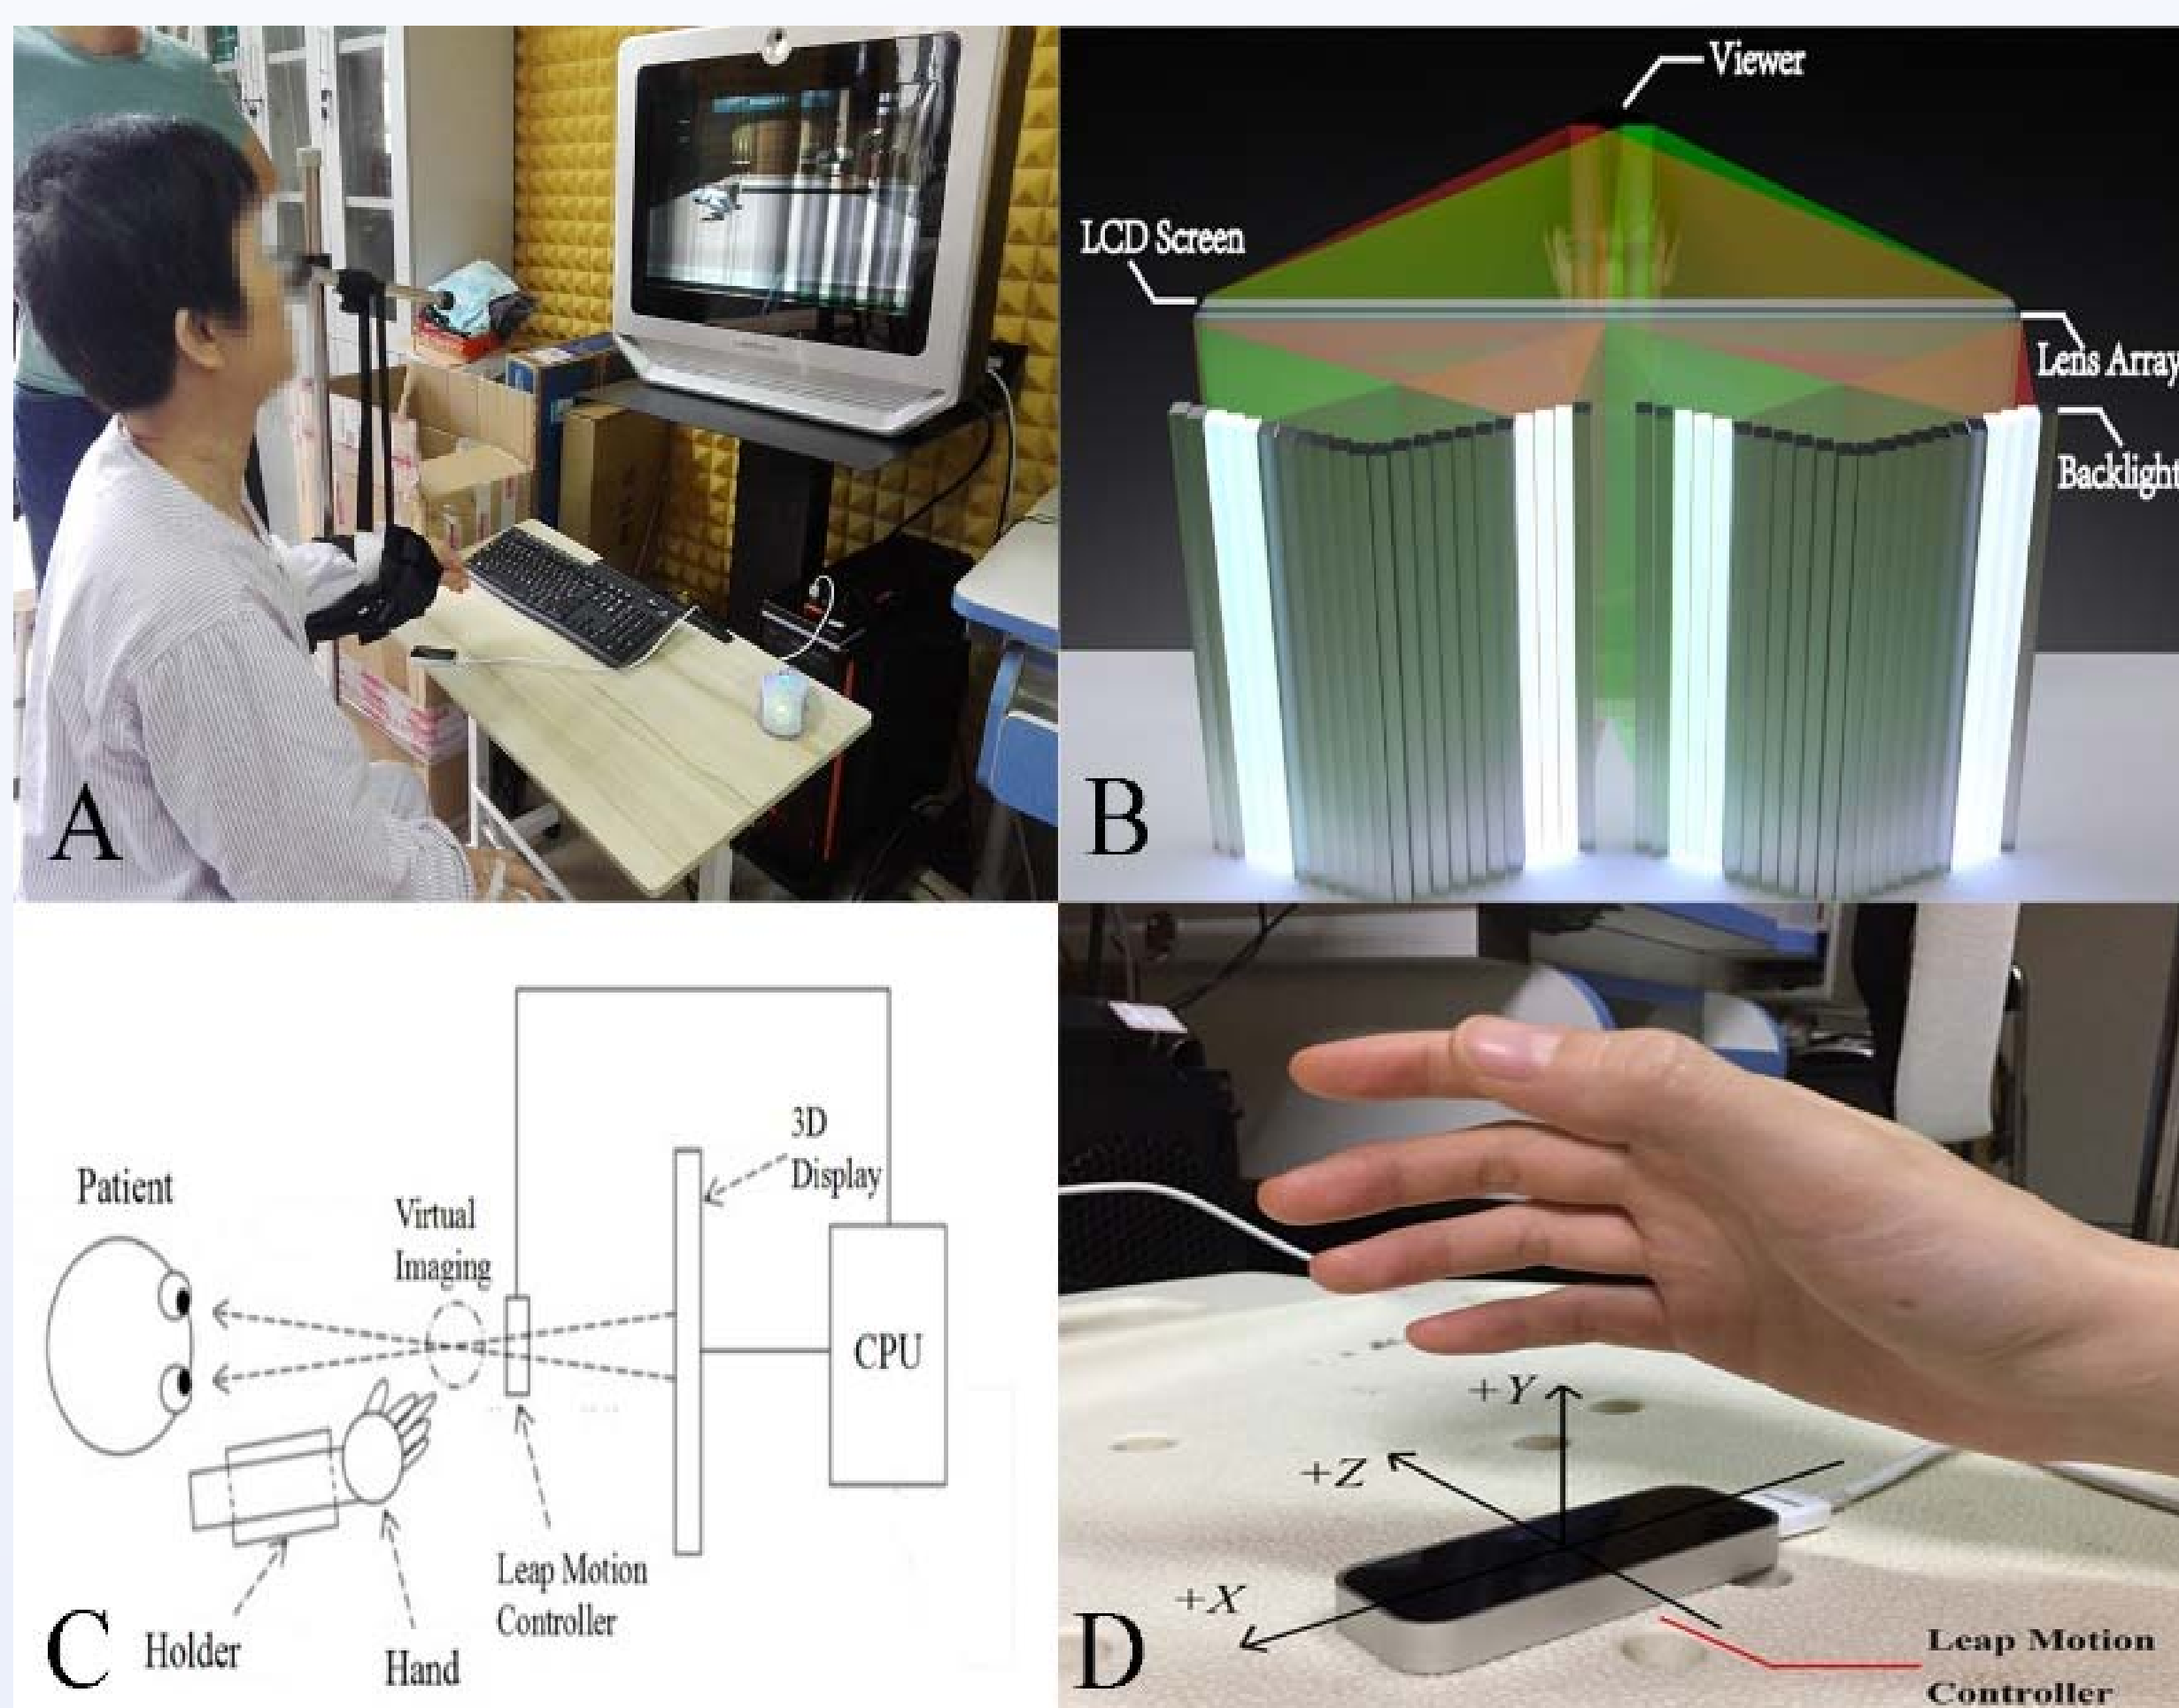 A
Viewer
LCD Screen
Lens Array
Backlight
B
3D
Display
Patient
Virtual
Imaging
CPU
Leap Motion
Controller
Holder
Hand
C
+Y
+Z
+X
Leap Motion
Controller
D